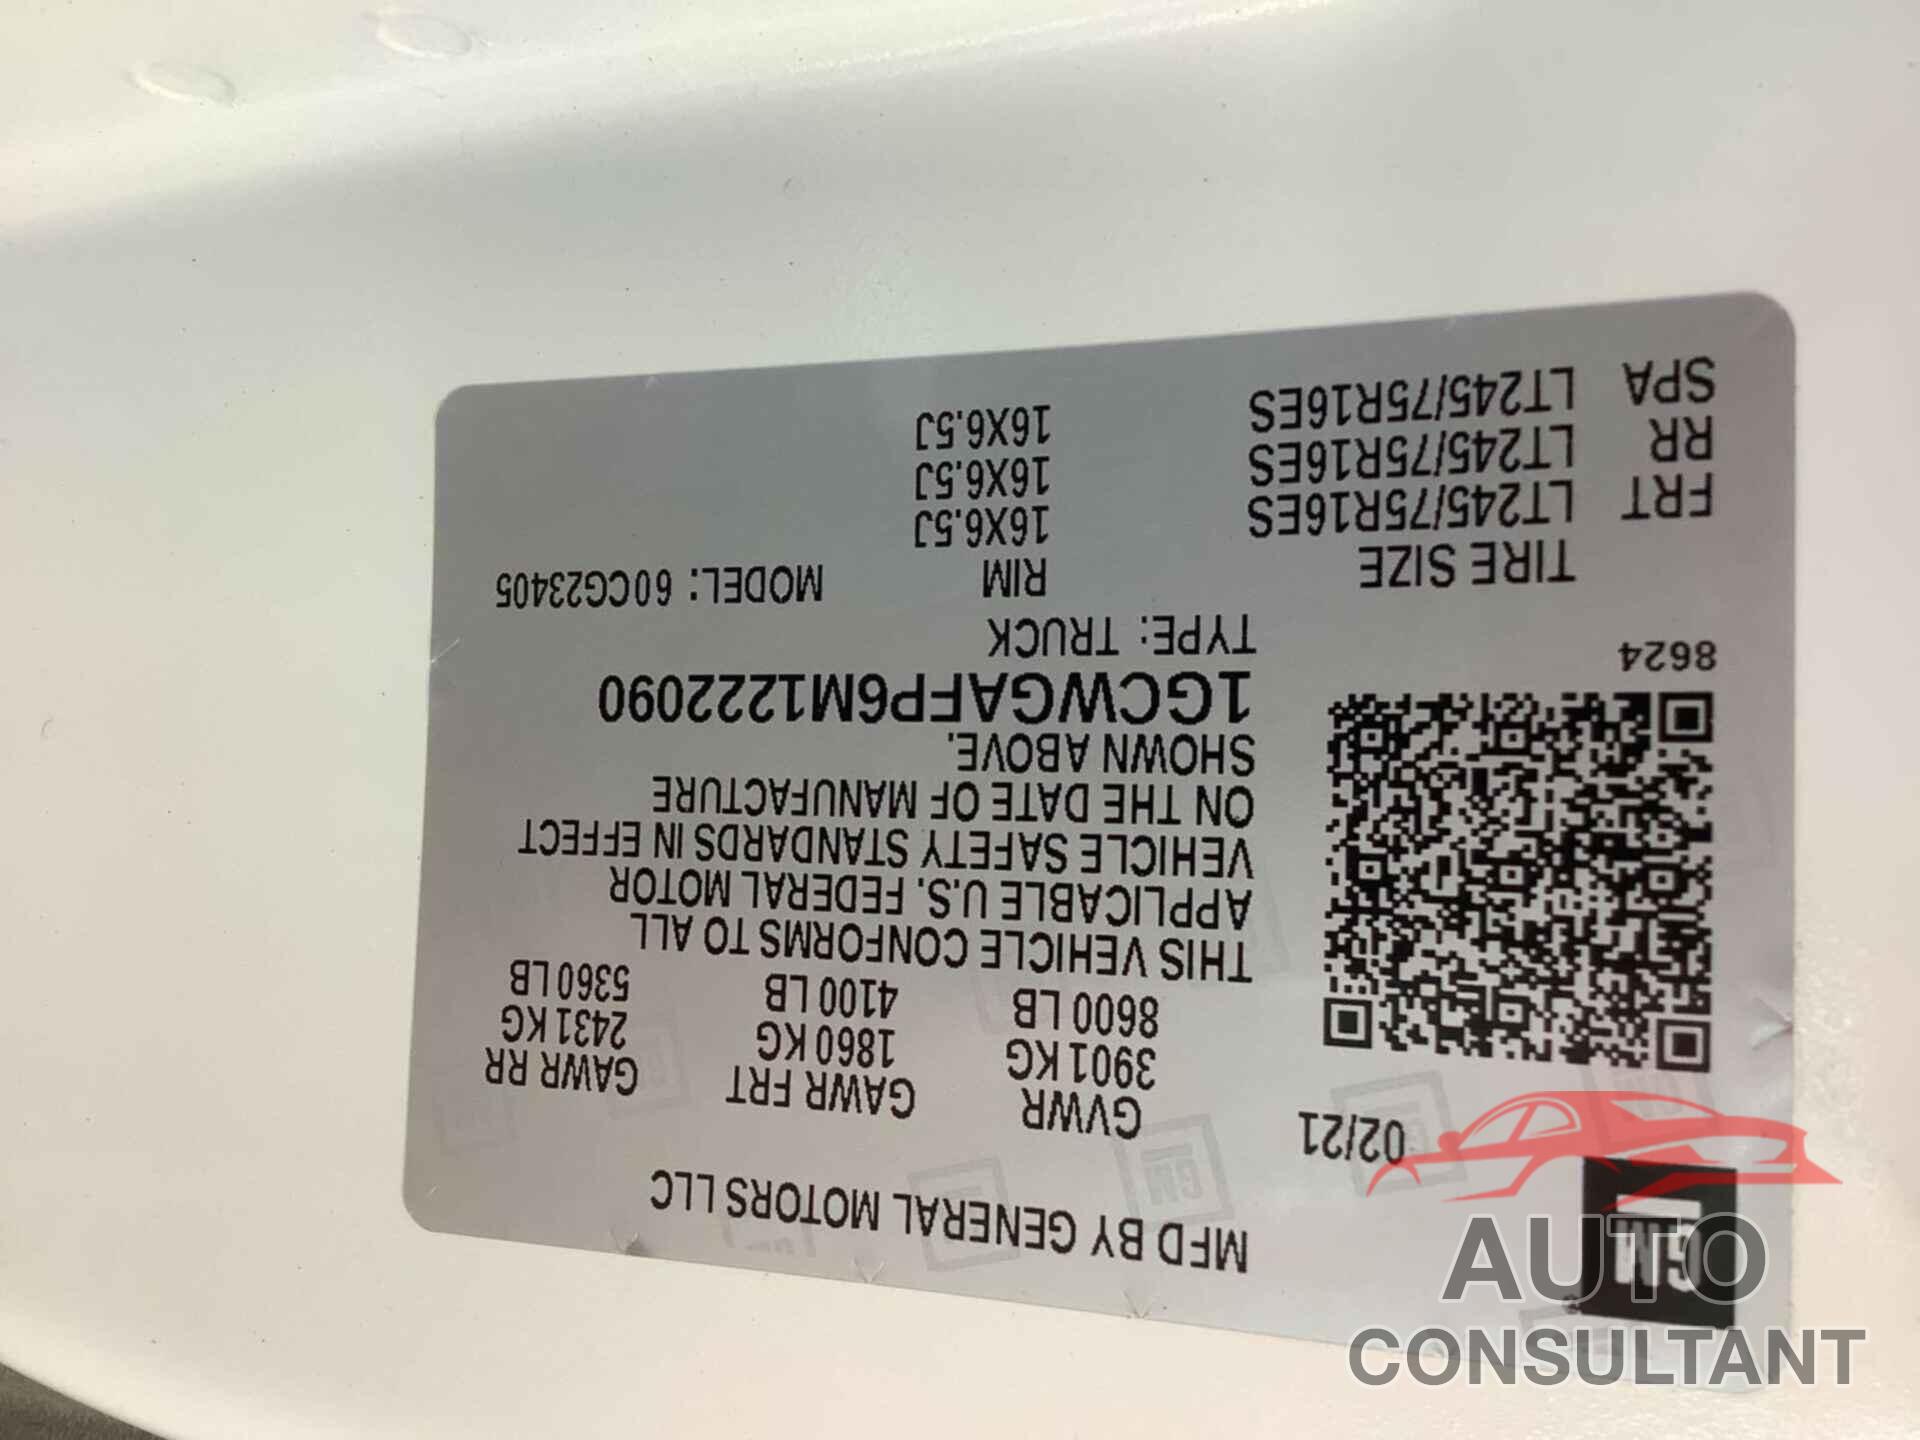 GM
MFD BY GENERAL MOTORS LLC
02/21
GVWR GAWR FRT GAWR RR
3901 KG 1860 KG 2431 KG
8600 LB 4100 LB 5360 LB
THIS VEHICLE CONFORMS TO ALL
APPLICABLE U.S. FEDERAL MOTOR
VEHICLE SAFETY STANDARDS IN EFFECT
ON THE DATE OF MANUFACTURE
SHOWN ABOVE.
1GCWGAFP6M1222090
8624
TYPE: TRUCK
TIRE SIZE RIM MODEL: 60CG23405
FRT LT245/75R16ES 16X6.5J
RR LT245/75R16ES 16X6.5J
SPA LT245/75R16ES 16X6.5J
AUTO
CONSULTANT